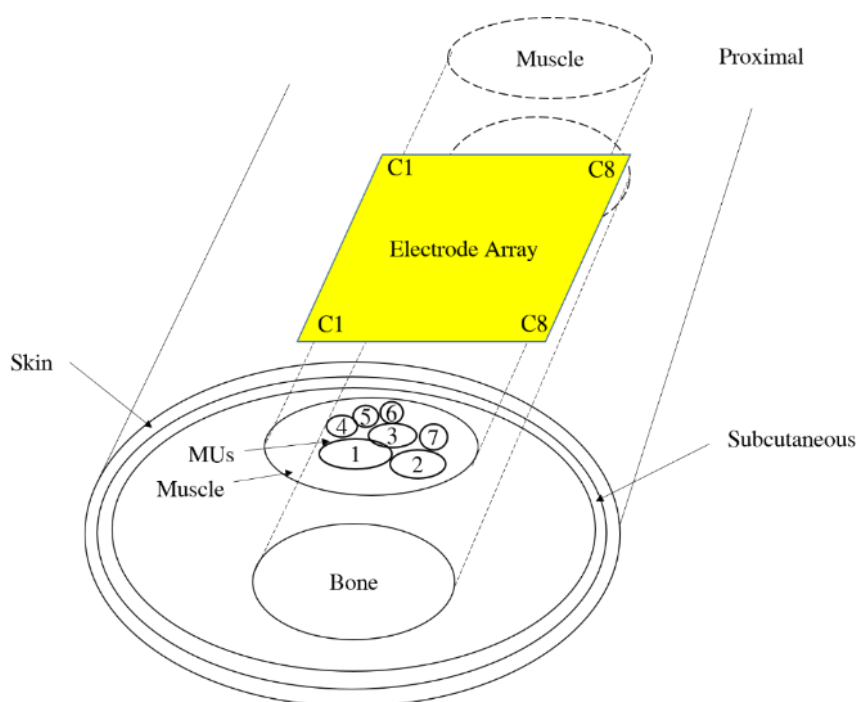 Muscle
Proximal
C1
C8
Electrode Array
C1
C8
Skin
5
6
4
3
7
MUs
1
2
Subcutaneous
Muscle
Bone